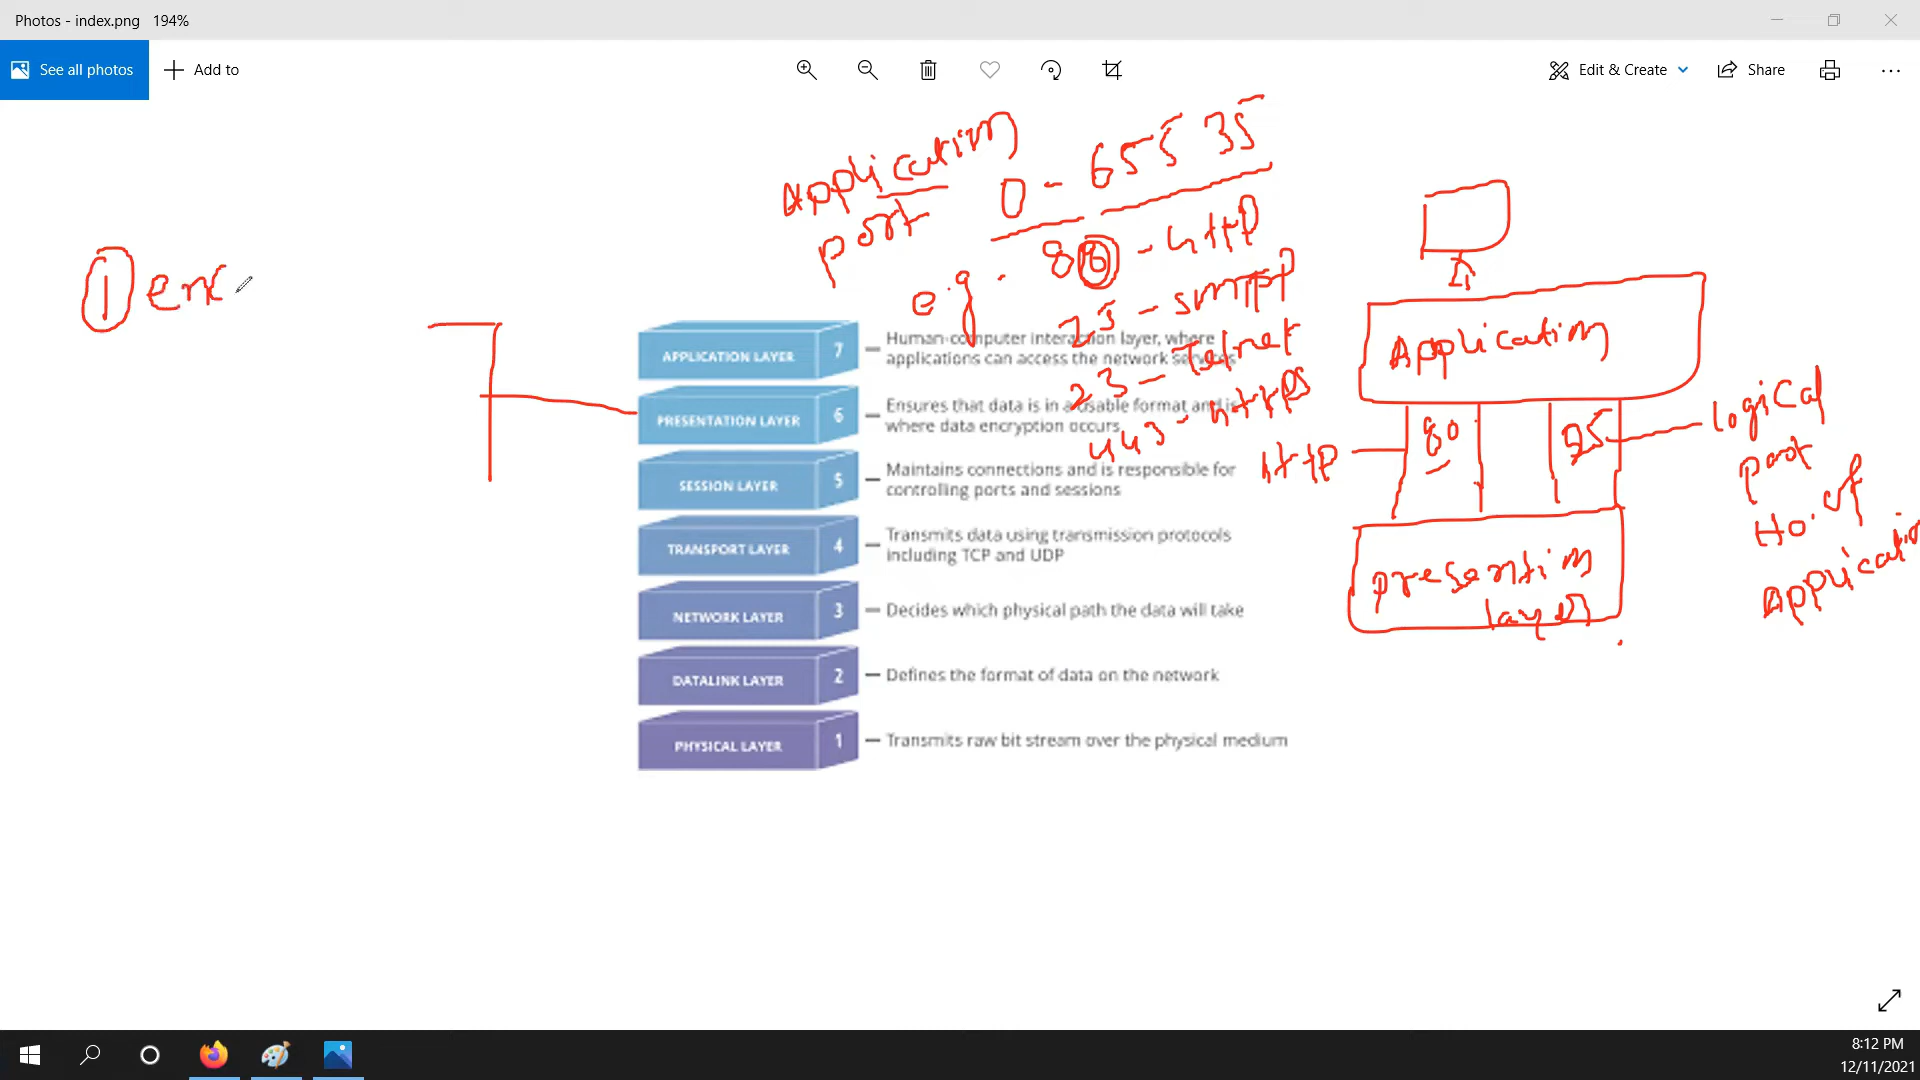 Photos - index.png 194%
See all photos
Add to
Edit & Create
Share
Application
port
0 - 65535
e.g. 80 - http
25 - SMTP
23 - Telnet
443 - https
① enc
APPLICATION LAYER 7
Human-computer interaction layer, where
applications can access the network services
PRESENTATION LAYER 6
Ensures that data is in a usable format and is
where data encryption occurs
SESSION LAYER 5
Maintains connections and is responsible for
controlling ports and sessions
TRANSPORT LAYER 4
Transmits data using transmission protocols
including TCP and UDP
NETWORK LAYER 3
Decides which physical path the data will take
DATALINK LAYER 2
Defines the format of data on the network
PHYSICAL LAYER 1
Transmits raw bit stream over the physical medium
Application
http
80
25
logical
port
No. of
Application
presentation
layer
8:12 PM
12/11/2021